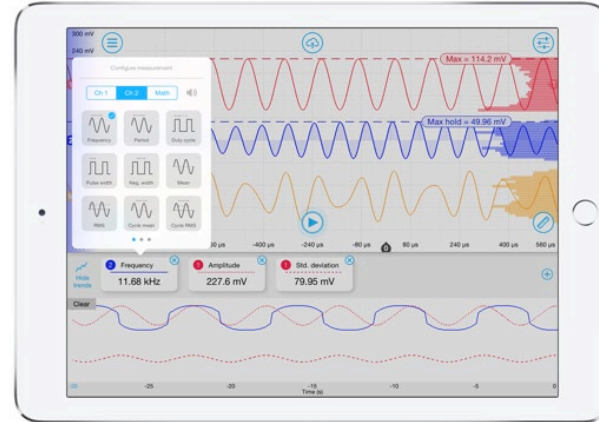 300 mV
240 mV
Configure measurement
Ch 1 Ch 2 Math
Frequency Period Duty cycle
Pulse width Neg. width Mean
RMS Cycle mean Cycle RMS
Max = 114.2 mV
Max hold = 49.96 mV
-400 µs -240 µs -80 µs 0 80 µs 240 µs 400 µs 560 µs
Hide
trends
2 Frequency
11.68 kHz
1 Amplitude
227.6 mV
1 Std. deviation
79.95 mV
Clear
-30 -25 -20 -15 -10 -5 0
Time (s)